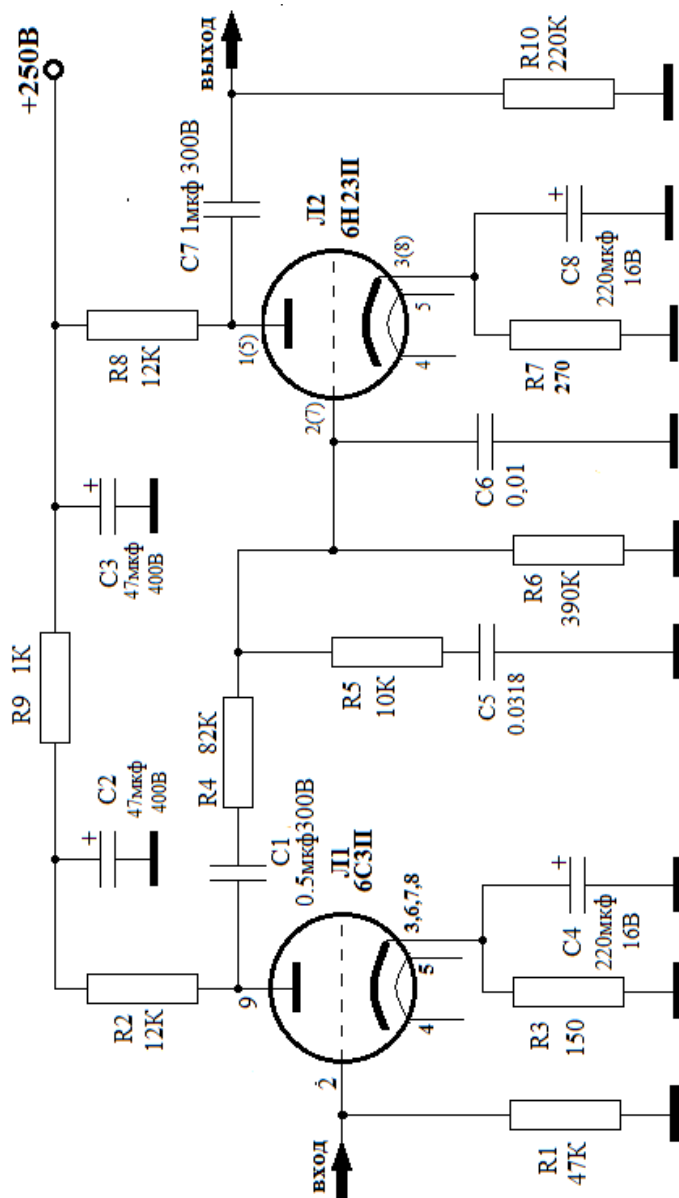 R9 1К
+250В
R2
12К
С2
47мкф
400В
С3
47мкф
400В
R8
12К
С7 1мкф 300В
выход
9
R4 82К
С1
0.5мкф300В
1(5)
Л1
6С3П
Л2
6Н23П
2
2(7)
вход
4
5
3,6,7,8
4
5
3(8)
R5
10К
С5
0.0318
R1
47К
R3
150
С4
220мкф
16В
+
R6
390К
С6
0,01
R7
270
С8
220мкф
16В
+
R10
220К
+
+